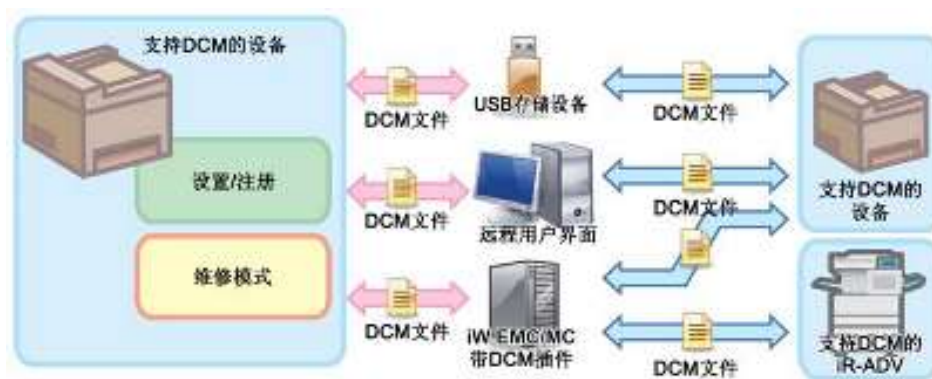 支持DCM的设备
设置/注册
维修模式
DCM文件
USB存储设备
DCM文件
DCM文件
远程用户界面
DCM文件
DCM文件
iW EMC/MC
带DCM插件
DCM文件
支持DCM的
设备
支持DCM的
iR-ADV